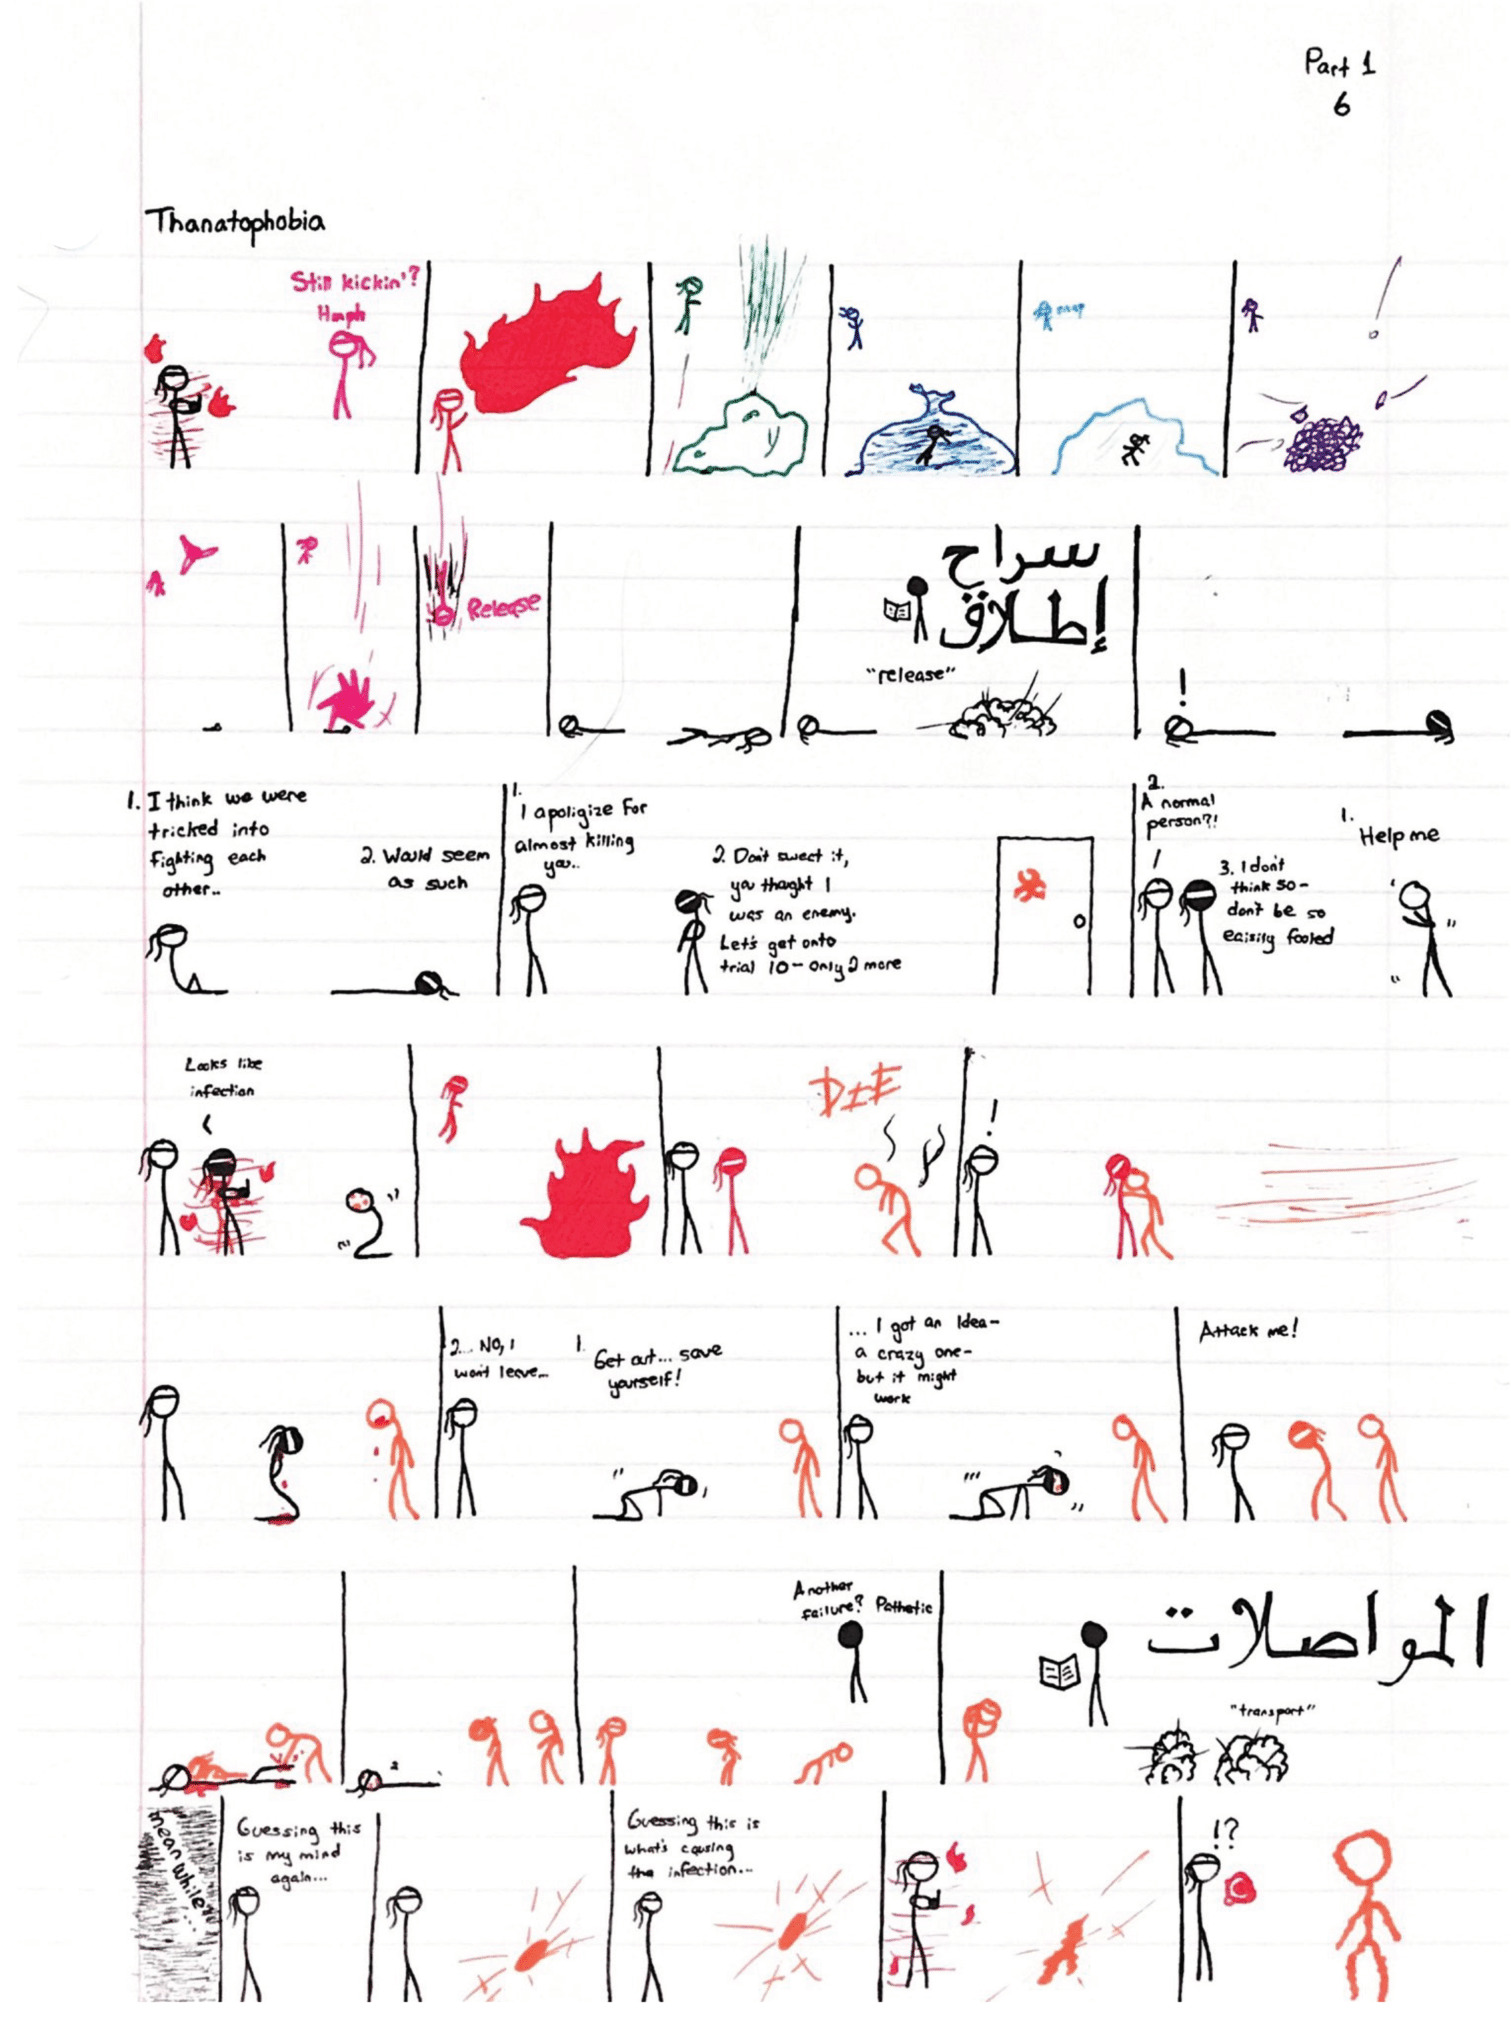 Part 1
6
Thanatophobia
Still kickin'?
Hmph
Release
سراح
إطلاق
"release"
!
1. I think we were
tricked into
fighting each
other..
2. Would seem
as such
1.
I apoligize for
almost killing
you..
2. Don't sweat it,
you thought I
was an enemy.
Let's get onto
trial 10 - only 2 more
2.
A normal
person?!
1.
Help me
3. I don't
think so -
don't be so
eaisily fooled
Looks like
infection
DIE
!
2... No, I
won't leave...
1.
Get out... save
yourself!
... I got an Idea -
a crazy one -
but it might
work
Attack me!
Another
failure? Pathetic
المواصلات
"transport"
mean while...
Guessing this
is my mind
again...
Guessing this is
what's causing
the infection...
!?